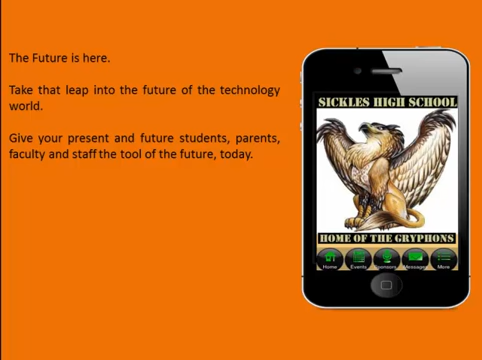 The Future is here.
Take that leap into the future of the technology
world.
Give your present and future students, parents,
faculty and staff the tool of the future, today.
SICKLES HIGH SCHOOL
HOME OF THE GRYPHONS
Home Events Sponsors Messages More